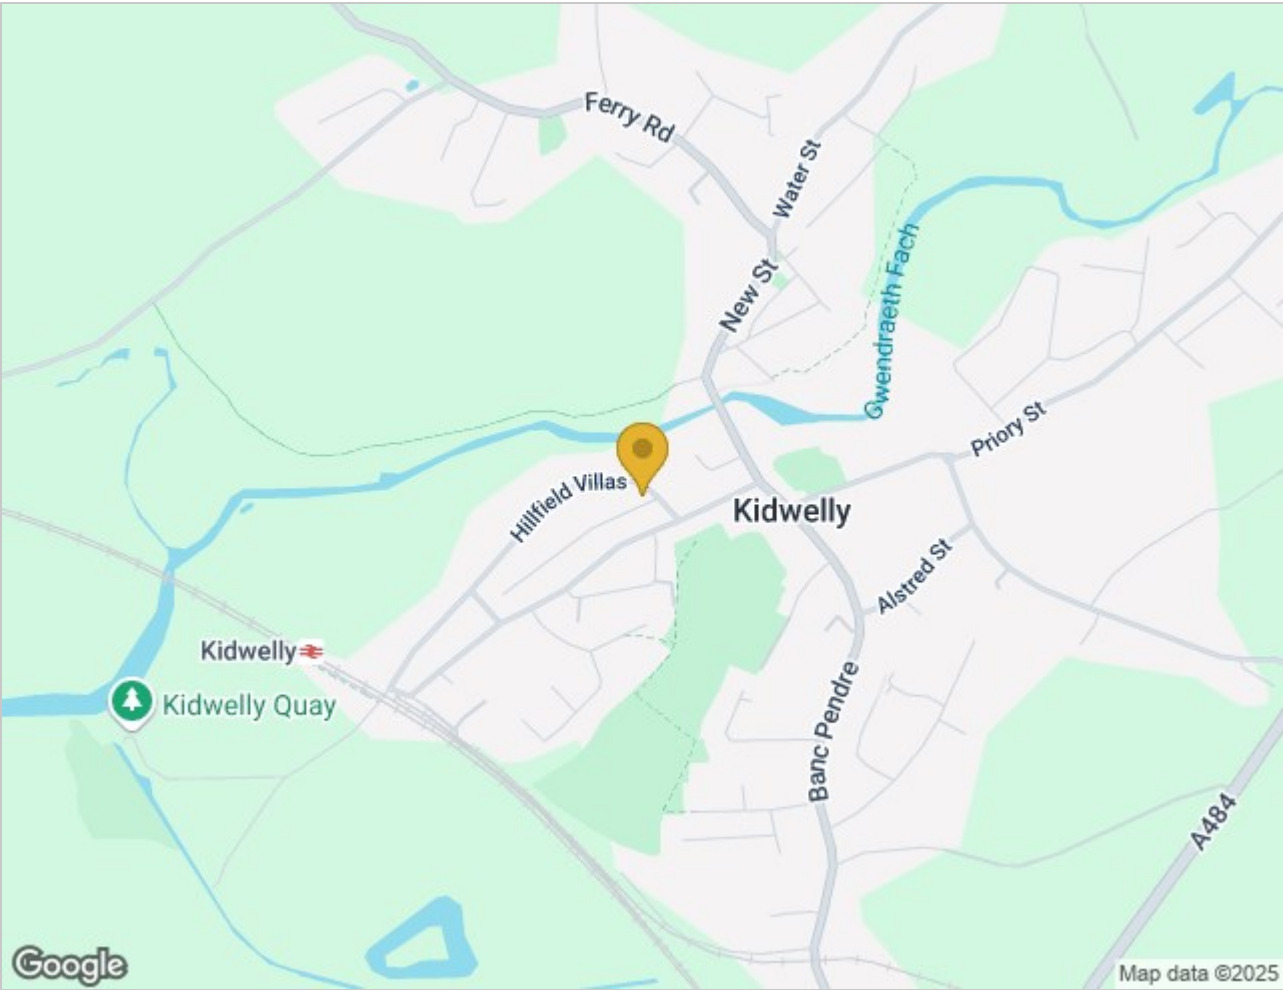 Ferry Rd
Water St
New St
Gwendraeth Fach
Priory St
Hillfield Villas
Kidwelly
Alstred St
Kidwelly
Kidwelly Quay
Banc Pendre
A484
Google
Map data ©2025